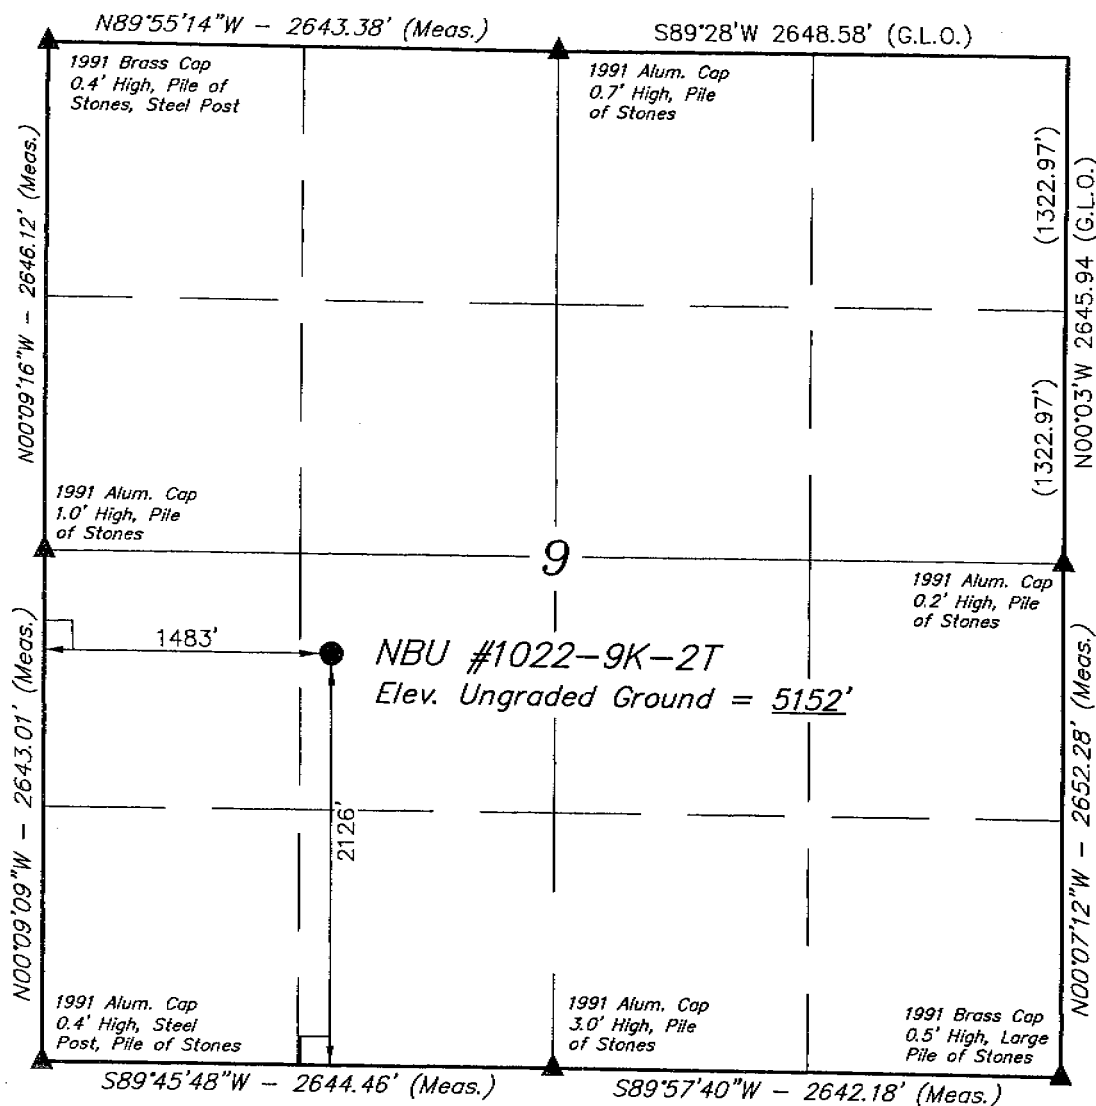 N89°55'14"W - 2643.38' (Meas.)
S89°28'W 2648.58' (G.L.O.)
1991 Brass Cap
0.4' High, Pile of
Stones, Steel Post
1991 Alum. Cap
0.7' High, Pile
of Stones
N00°09'16"W - 2646.12' (Meas.)
(1322.97')
N00°03'W 2645.94 (G.L.O.)
(1322.97')
1991 Alum. Cap
1.0' High, Pile
of Stones
9
1991 Alum. Cap
0.2' High, Pile
of Stones
1483'
NBU #1022-9K-2T
Elev. Ungraded Ground = 5152'
N00°09'09"W - 2643.01' (Meas.)
2126'
N00°07'12"W - 2652.28' (Meas.)
1991 Alum. Cap
0.4' High, Steel
Post, Pile of Stones
1991 Alum. Cap
3.0' High, Pile
of Stones
1991 Brass Cap
0.5' High, Large
Pile of Stones
S89°45'48"W - 2644.46' (Meas.)
S89°57'40"W - 2642.18' (Meas.)